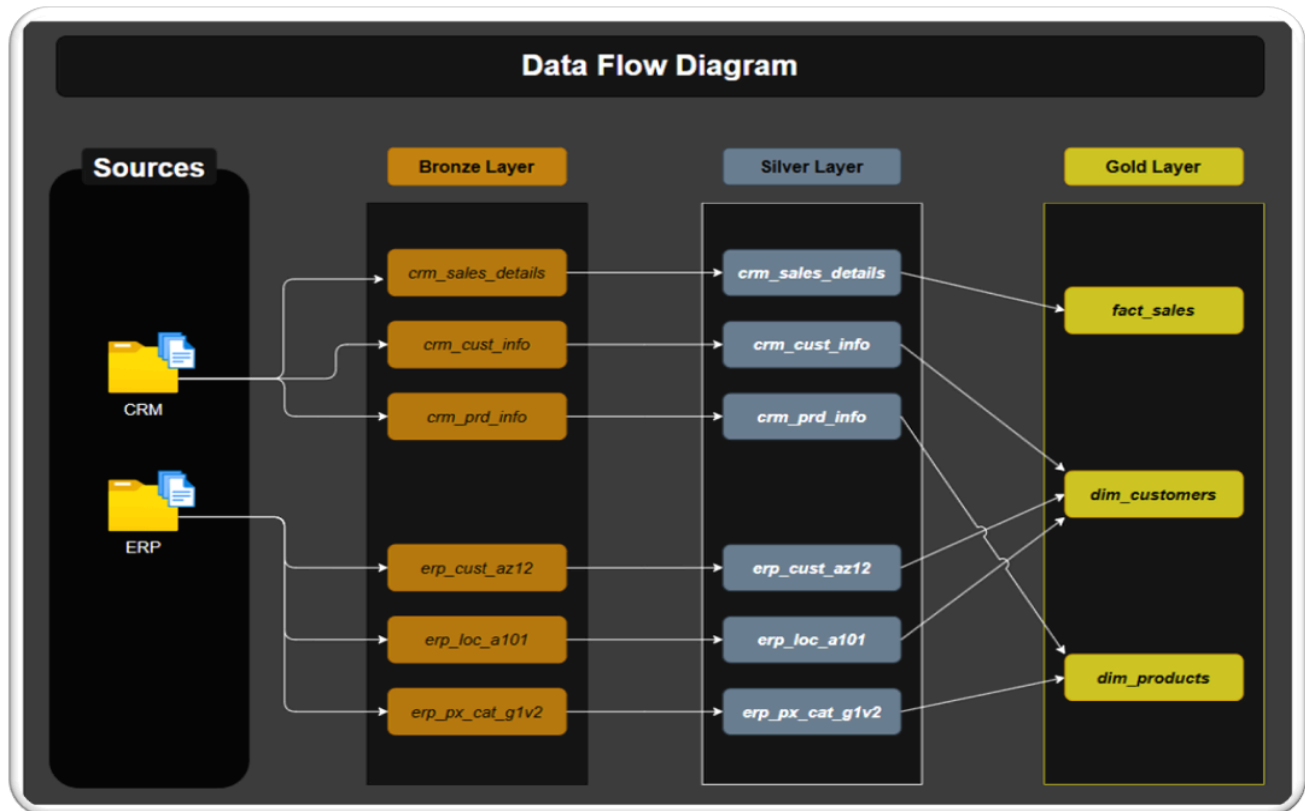 Data Flow Diagram
Sources
CRM
ERP
Bronze Layer
crm_sales_details
crm_cust_info
crm_prd_info
erp_cust_az12
erp_loc_a101
erp_px_cat_g1v2
Silver Layer
crm_sales_details
crm_cust_info
crm_prd_info
erp_cust_az12
erp_loc_a101
erp_px_cat_g1v2
Gold Layer
fact_sales
dim_customers
dim_products